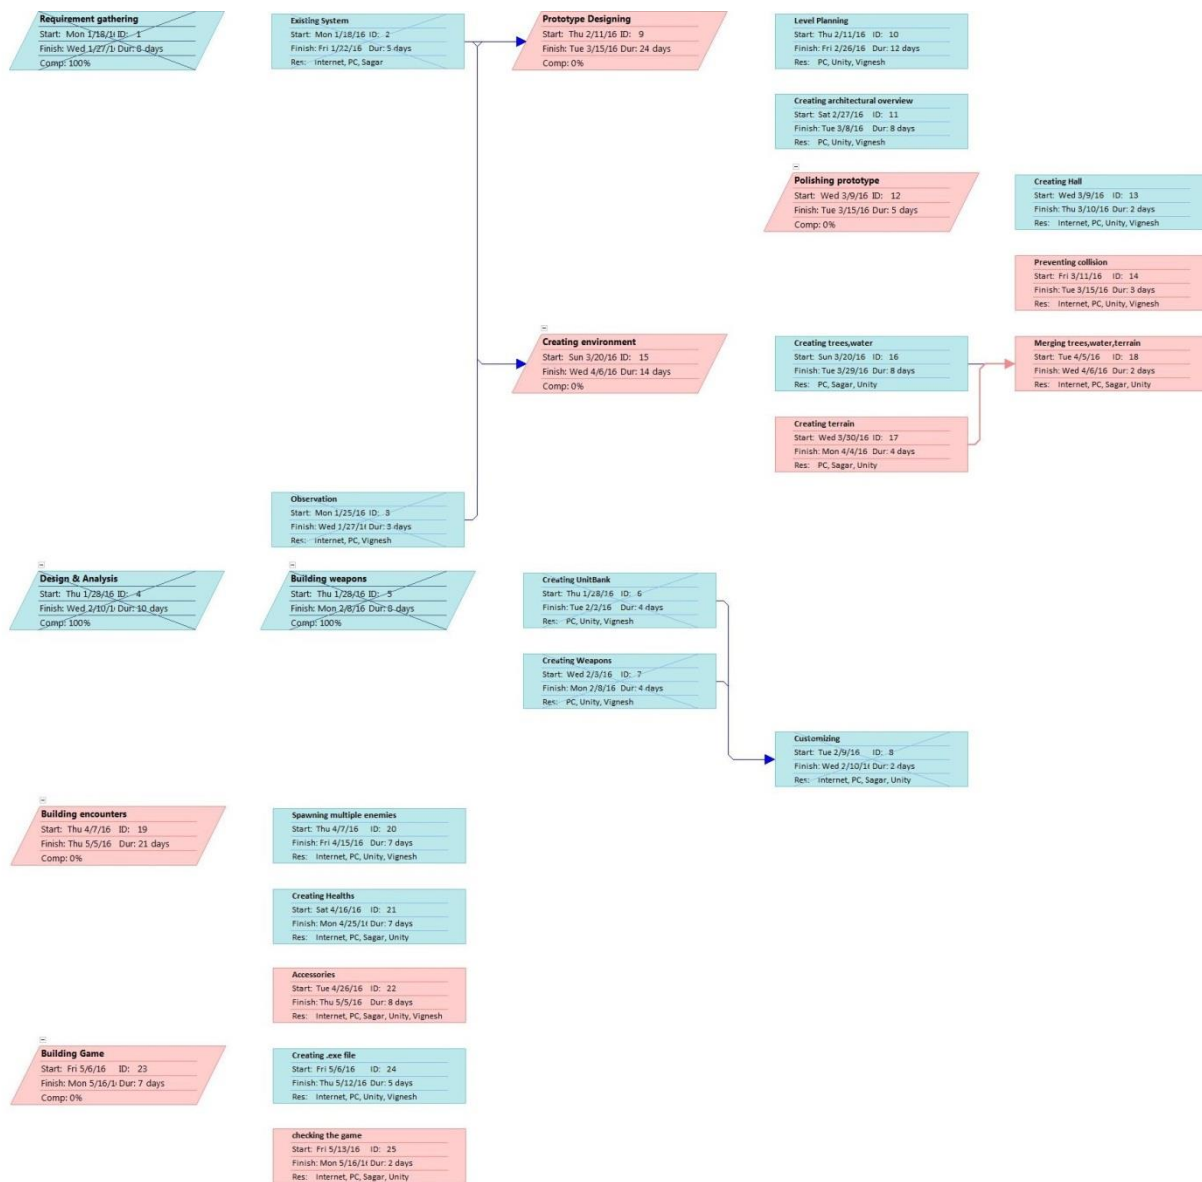 Requirement gathering
Start: Mon 1/18/1 ID: 1
Finish: Wed 1/27/1 Dur: 8 days
Comp: 100%
Existing System
Start: Mon 1/18/16 ID: 2
Finish: Fri 1/22/16 Dur: 5 days
Res: Internet, PC, Sagar
Prototype Designing
Start: Thu 2/11/16 ID: 9
Finish: Tue 3/15/16 Dur: 24 days
Comp: 0%
Level Planning
Start: Thu 2/11/16 ID: 10
Finish: Fri 2/26/16 Dur: 12 days
Res: PC, Unity, Vignesh
Creating architectural overview
Start: Sat 2/27/16 ID: 11
Finish: Tue 3/8/16 Dur: 8 days
Res: PC, Unity, Vignesh
Polishing prototype
Start: Wed 3/9/16 ID: 12
Finish: Tue 3/15/16 Dur: 5 days
Comp: 0%
Creating Hall
Start: Wed 3/9/16 ID: 13
Finish: Thu 3/10/16 Dur: 2 days
Res: Internet, PC, Unity, Vignesh
Preventing collision
Start: Fri 3/11/16 ID: 14
Finish: Tue 3/15/16 Dur: 3 days
Res: Internet, PC, Unity, Vignesh
Creating environment
Start: Sun 3/20/16 ID: 15
Finish: Wed 4/6/16 Dur: 14 days
Comp: 0%
Creating trees,water
Start: Sun 3/20/16 ID: 16
Finish: Tue 3/29/16 Dur: 8 days
Res: PC, Sagar, Unity
Merging trees,water,terrain
Start: Tue 4/5/16 ID: 18
Finish: Wed 4/6/16 Dur: 2 days
Res: Internet, PC, Sagar, Unity
Creating terrain
Start: Wed 3/30/16 ID: 17
Finish: Mon 4/4/16 Dur: 4 days
Res: PC, Sagar, Unity
Observation
Start: Mon 1/25/16 ID: 3
Finish: Wed 1/27/1 Dur: 3 days
Res: Internet, PC, Vignesh
Design & Analysis
Start: Thu 1/28/16 ID: 4
Finish: Wed 2/10/1 Dur: 10 days
Comp: 100%
Building weapons
Start: Thu 1/28/16 ID: 5
Finish: Mon 2/8/16 Dur: 8 days
Comp: 100%
Creating UnitBank
Start: Thu 1/28/16 ID: 6
Finish: Tue 2/2/16 Dur: 4 days
Res: PC, Unity, Vignesh
Creating Weapons
Start: Wed 2/3/16 ID: 7
Finish: Mon 2/8/16 Dur: 4 days
Res: PC, Unity, Vignesh
Customizing
Start: Tue 2/9/16 ID: 8
Finish: Wed 2/10/1 Dur: 2 days
Res: Internet, PC, Sagar, Unity
Building encounters
Start: Thu 4/7/16 ID: 19
Finish: Thu 5/5/16 Dur: 21 days
Comp: 0%
Spawning multiple enemies
Start: Thu 4/7/16 ID: 20
Finish: Fri 4/15/16 Dur: 7 days
Res: Internet, PC, Unity, Vignesh
Creating Healths
Start: Sat 4/16/16 ID: 21
Finish: Mon 4/25/1 Dur: 7 days
Res: Internet, PC, Sagar, Unity
Accessories
Start: Tue 4/26/16 ID: 22
Finish: Thu 5/5/16 Dur: 8 days
Res: Internet, PC, Sagar, Unity, Vignesh
Building Game
Start: Fri 5/6/16 ID: 23
Finish: Mon 5/16/1 Dur: 7 days
Comp: 0%
Creating .exe file
Start: Fri 5/6/16 ID: 24
Finish: Thu 5/12/16 Dur: 5 days
Res: Internet, PC, Unity, Vignesh
checking the game
Start: Fri 5/13/16 ID: 25
Finish: Mon 5/16/1 Dur: 2 days
Res: Internet, PC, Sagar, Unity